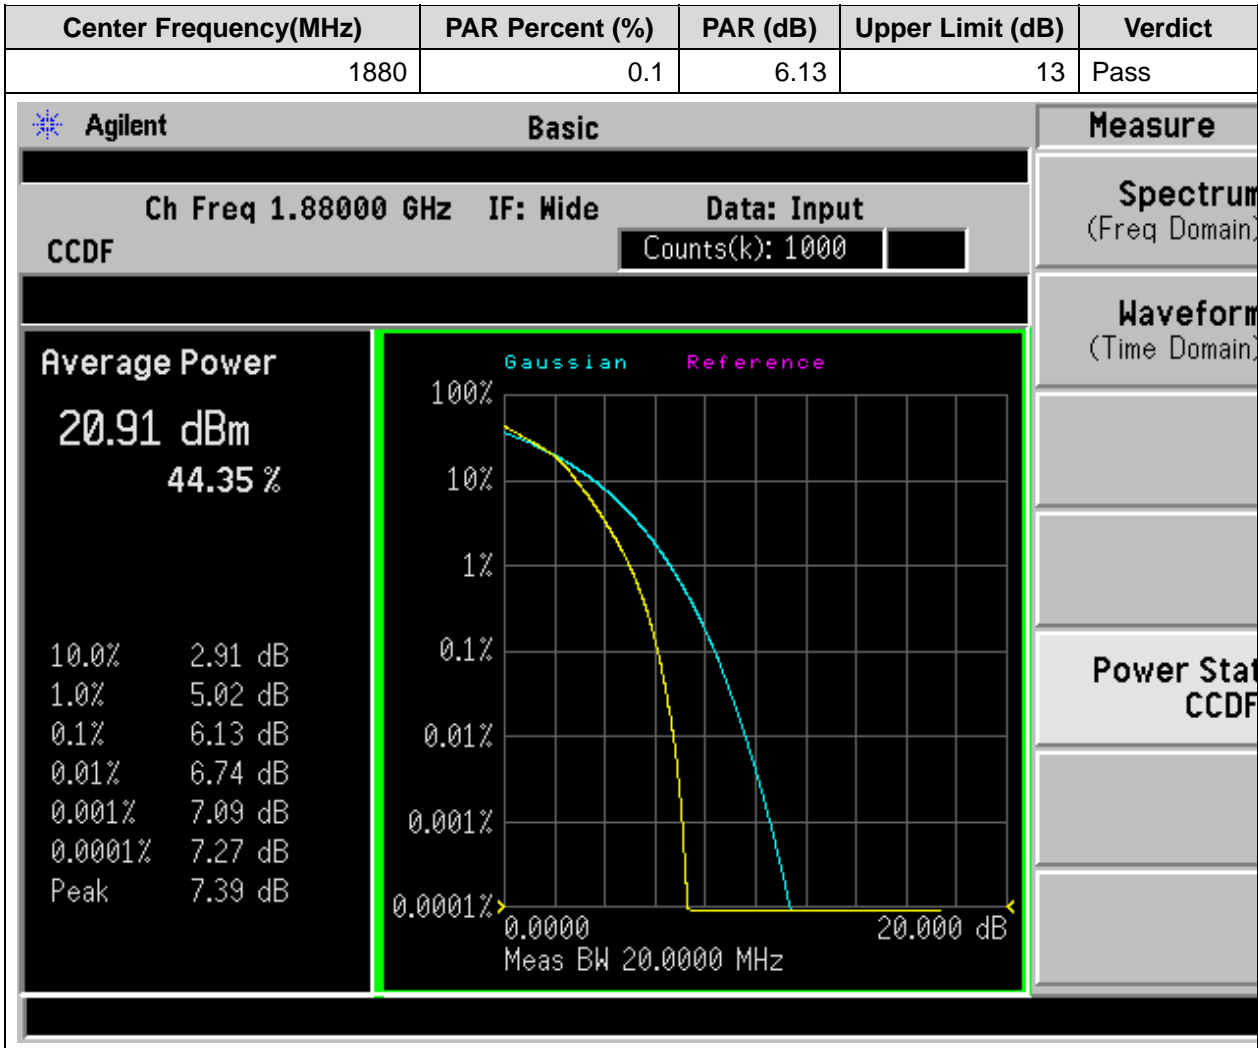 Center Frequency(MHz) PAR Percent (%) PAR (dB) Upper Limit (dB) Verdict
1880 0.1 6.13 13 Pass
Agilent Basic Measure
Ch Freq 1.88000 GHz IF: Wide Data: Input
CCDF Counts(k): 1000
Average Power
20.91 dBm
44.35 %
10.0% 2.91 dB
1.0% 5.02 dB
0.1% 6.13 dB
0.01% 6.74 dB
0.001% 7.09 dB
0.0001% 7.27 dB
Peak 7.39 dB
Gaussian Reference
100%
10%
1%
0.1%
0.01%
0.001%
0.0001%
0.0000 20.000 dB
Meas BW 20.0000 MHz
Spectrum
(Freq Domain)
Waveform
(Time Domain)
Power Stat
CCDF